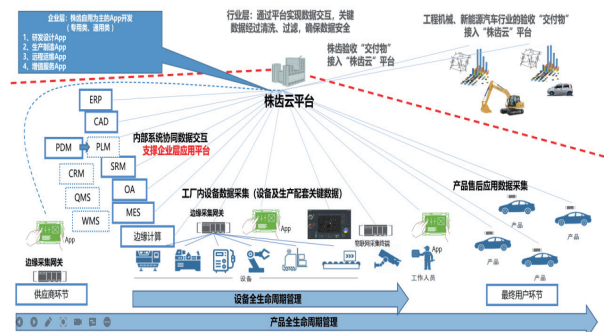 企业层：株齿自用为主的App开发
（专用类、通用类）
1、研发设计App
2、生产制造App
3、远程运维App
4、增值服务App
行业层：通过平台实现数据交互，关键
数据经过清洗、过滤，确保数据安全
株齿验收“交付物”
接入“株齿云”平台
工程机械、新能源汽车行业的验收“交付物”
接入“株齿云”平台
株齿云平台
ERP
CAD
PDM
PLM
SRM
CRM
OA
QMS
MES
WMS
边缘计算
内部系统协同数据交互
支撑企业层应用平台
工厂内设备数据采集（设备及生产配套关键数据）
边缘采集网关
App
物联网采集终端
App
工作人员
设备
产品售后应用数据采集
产品
产品
产品
产品
App
边缘采集网关
供应商环节
最终用户环节
设备全生命周期管理
产品全生命周期管理